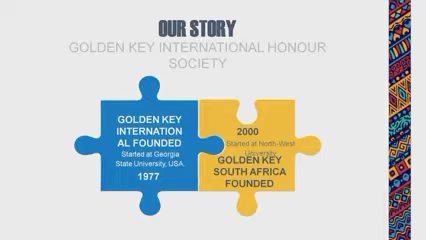 OUR STORY
GOLDEN KEY INTERNATIONAL HONOUR
SOCIETY
GOLDEN KEY
INTERNATION
AL FOUNDED
Started at Georgia
State University, USA.
1977
2000
Started at North-West
University
GOLDEN KEY
SOUTH AFRICA
FOUNDED